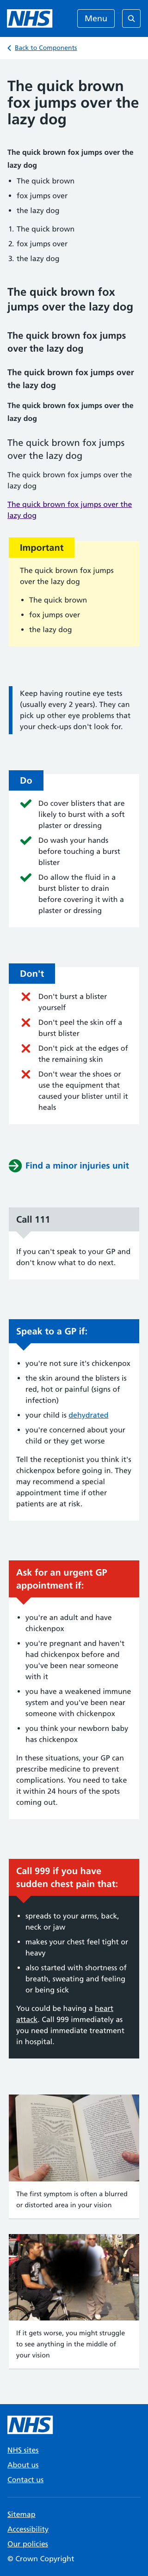 NHS
Menu
Back to Components
The quick brown
fox jumps over the
lazy dog
The quick brown fox jumps over the
lazy dog
The quick brown
fox jumps over
the lazy dog
1. The quick brown
2. fox jumps over
3. the lazy dog
The quick brown fox
jumps over the lazy dog
The quick brown fox jumps
over the lazy dog
The quick brown fox jumps over
the lazy dog
The quick brown fox jumps over the
lazy dog
The quick brown fox jumps
over the lazy dog
The quick brown fox jumps over the
lazy dog
The quick brown fox jumps over the
lazy dog
Important
The quick brown fox jumps
over the lazy dog
The quick brown
fox jumps over
the lazy dog
Keep having routine eye tests
(usually every 2 years). They can
pick up other eye problems that
your check-ups don't look for.
Do
Do cover blisters that are
likely to burst with a soft
plaster or dressing
Do wash your hands
before touching a burst
blister
Do allow the fluid in a
burst blister to drain
before covering it with a
plaster or dressing
Don't
Don't burst a blister
yourself
Don't peel the skin off a
burst blister
Don't pick at the edges of
the remaining skin
Don't wear the shoes or
use the equipment that
caused your blister until it
heals
Find a minor injuries unit
Call 111
If you can't speak to your GP and
don't know what to do next.
Speak to a GP if:
you're not sure it's chickenpox
the skin around the blisters is
red, hot or painful (signs of
infection)
your child is dehydrated
you're concerned about your
child or they get worse
Tell the receptionist you think it's
chickenpox before going in. They
may recommend a special
appointment time if other
patients are at risk.
Ask for an urgent GP
appointment if:
you're an adult and have
chickenpox
you're pregnant and haven't
had chickenpox before and
you've been near someone
with it
you have a weakened immune
system and you've been near
someone with chickenpox
you think your newborn baby
has chickenpox
In these situations, your GP can
prescribe medicine to prevent
complications. You need to take
it within 24 hours of the spots
coming out.
Call 999 if you have
sudden chest pain that:
spreads to your arms, back,
neck or jaw
makes your chest feel tight or
heavy
also started with shortness of
breath, sweating and feeling
or being sick
You could be having a heart
attack. Call 999 immediately as
you need immediate treatment
in hospital.
The first symptom is often a blurred
or distorted area in your vision
If it gets worse, you might struggle
to see anything in the middle of
your vision
NHS
NHS sites
About us
Contact us
Sitemap
Accessibility
Our policies
© Crown Copyright